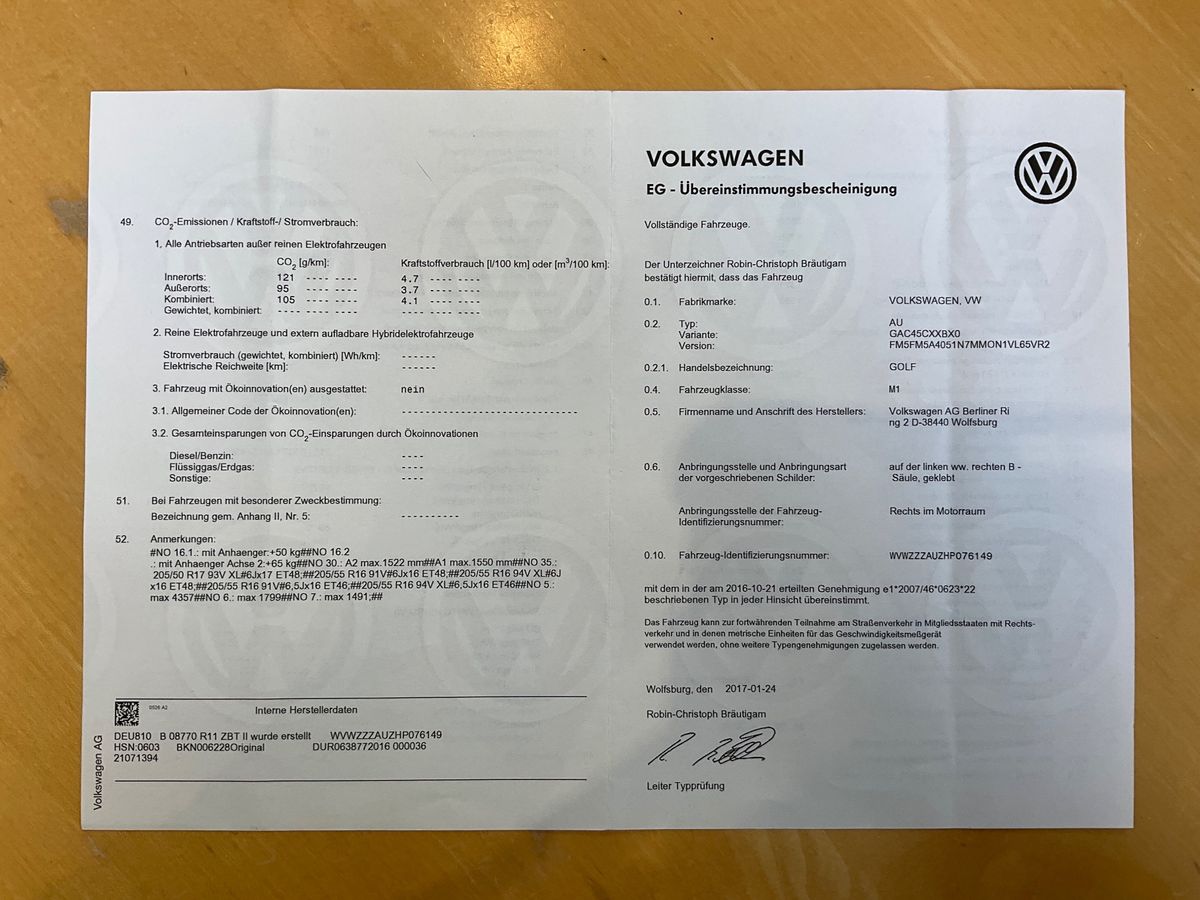 49. CO2-Emissionen / Kraftstoff-/ Stromverbrauch:
1. Alle Antriebsarten außer reinen Elektrofahrzeugen
CO2 [g/km]: Kraftstoffverbrauch [l/100 km] oder [m³/100 km]:
Innerorts: 121 ---- ---- 4.7 ---- ----
Außerorts: 95 ---- ---- 3.7 ---- ----
Kombiniert: 105 ---- ---- 4.1 ---- ----
Gewichtet, kombiniert: ---- ---- ---- ---- ---- ----
2. Reine Elektrofahrzeuge und extern aufladbare Hybridelektrofahrzeuge
Stromverbrauch (gewichtet, kombiniert) [Wh/km]: ------
Elektrische Reichweite [km]: ------
3. Fahrzeug mit Ökoinnovation(en) ausgestattet: nein
3.1. Allgemeiner Code der Ökoinnovation(en): ------------------------------
3.2. Gesamteinsparungen von CO2-Einsparungen durch Ökoinnovationen
Diesel/Benzin: ----
Flüssiggas/Erdgas: ----
Sonstige: ----
51. Bei Fahrzeugen mit besonderer Zweckbestimmung:
Bezeichnung gem. Anhang II, Nr. 5: ----------
52. Anmerkungen:
#NO 16.1.: mit Anhaenger:+50 kg##NO 16.2
.: mit Anhaenger Achse 2:+65 kg##NO 30.: A2 max.1522 mm##A1 max.1550 mm##NO 35.:
205/50 R17 93V XL#6Jx17 ET48;##205/55 R16 91V#6Jx16 ET48;##205/55 R16 94V XL#6J
x16 ET48;##205/55 R16 91V#6,5Jx16 ET46;##205/55 R16 94V XL#6,5Jx16 ET46##NO 5.:
max 4357##NO 6.: max 1799##NO 7.: max 1491;##
0526 A2
Interne Herstellerdaten
DEU810 B 08770 R11 ZBT II wurde erstellt WVWZZZAUZHP076149
HSN:0603 BKN006228Original DUR0638772016 000036
21071394
Volkswagen AG
VOLKSWAGEN
EG - Übereinstimmungsbescheinigung
Vollständige Fahrzeuge.
Der Unterzeichner Robin-Christoph Bräutigam
bestätigt hiermit, dass das Fahrzeug
0.1. Fabrikmarke: VOLKSWAGEN, VW
0.2. Typ: AU
Variante: GAC45CXXBX0
Version: FM5FM5A4051N7MMON1VL65VR2
0.2.1. Handelsbezeichnung: GOLF
0.4. Fahrzeugklasse: M1
0.5. Firmenname und Anschrift des Herstellers: Volkswagen AG Berliner Ri
ng 2 D-38440 Wolfsburg
0.6. Anbringungsstelle und Anbringungsart auf der linken ww. rechten B -
der vorgeschriebenen Schilder: Säule, geklebt
Anbringungsstelle der Fahrzeug- Rechts im Motorraum
Identifizierungsnummer:
0.10. Fahrzeug-Identifizierungsnummer: WVWZZZAUZHP076149
mit dem in der am 2016-10-21 erteilten Genehmigung e1*2007/46*0623*22
beschriebenen Typ in jeder Hinsicht übereinstimmt.
Das Fahrzeug kann zur fortwährenden Teilnahme am Straßenverkehr in Mitgliedsstaaten mit Rechts-
verkehr und in denen metrische Einheiten für das Geschwindigkeitsmeßgerät
verwendet werden, ohne weitere Typengenehmigungen zugelassen werden.
Wolfsburg, den 2017-01-24
Robin-Christoph Bräutigam
Leiter Typprüfung